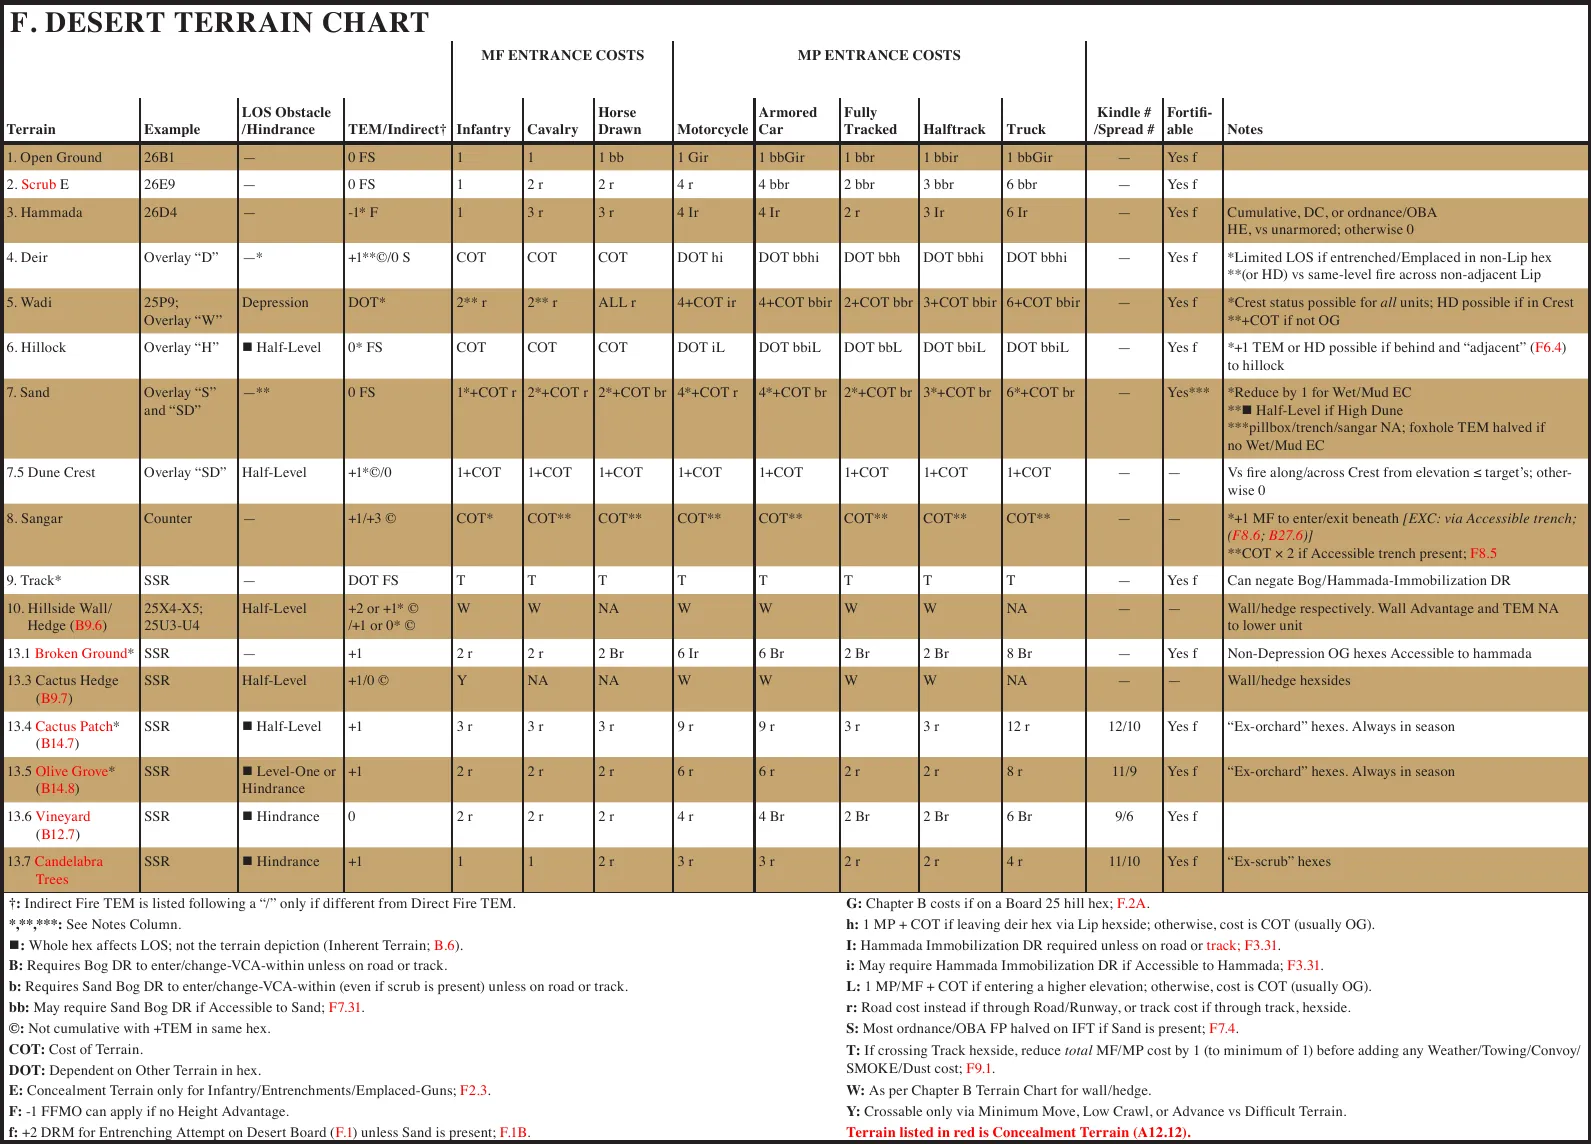 F. DESERT TERRAIN CHART
MF ENTRANCE COSTS MP ENTRANCE COSTS
Terrain Example LOS Obstacle /Hindrance TEM/Indirect† Infantry Cavalry Horse Drawn Motorcycle Armored Car Fully Tracked Halftrack Truck Kindle # /Spread # Fortifi- able Notes
1. Open Ground 26B1 — 0 FS 1 1 1 bb 1 Gir 1 bbGir 1 bbr 1 bbir 1 bbGir — Yes f
2. Scrub E 26E9 — 0 FS 1 2 r 2 r 4 r 4 bbr 2 bbr 3 bbr 6 bbr — Yes f
3. Hammada 26D4 — -1* F 1 3 r 3 r 4 Ir 4 Ir 2 r 3 Ir 6 Ir — Yes f Cumulative, DC, or ordnance/OBA
HE, vs unarmored; otherwise 0
4. Deir Overlay “D” —* +1**©/0 S COT COT COT DOT hi DOT bbhi DOT bbh DOT bbhi DOT bbhi — Yes f *Limited LOS if entrenched/Emplaced in non-Lip hex
**(or HD) vs same-level fire across non-adjacent Lip
5. Wadi 25P9; Depression DOT* 2** r 2** r ALL r 4+COT ir 4+COT bbir 2+COT bbr 3+COT bbir 6+COT bbir — Yes f *Crest status possible for all units; HD possible if in Crest
Overlay “W” **+COT if not OG
6. Hillock Overlay “H” ■ Half-Level 0* FS COT COT COT DOT iL DOT bbiL DOT bbL DOT bbiL DOT bbiL — Yes f *+1 TEM or HD possible if behind and “adjacent” (F6.4)
to hillock
7. Sand Overlay “S” —** 0 FS 1*+COT r 2*+COT r 2*+COT br 4*+COT r 4*+COT br 2*+COT br 3*+COT br 6*+COT br — Yes*** *Reduce by 1 for Wet/Mud EC
and “SD” **■ Half-Level if High Dune
***pillbox/trench/sangar NA; foxhole TEM halved if
no Wet/Mud EC
7.5 Dune Crest Overlay “SD” Half-Level +1*©/0 1+COT 1+COT 1+COT 1+COT 1+COT 1+COT 1+COT 1+COT — — Vs fire along/across Crest from elevation ≤ target’s; other-
wise 0
8. Sangar Counter — +1/+3 © COT* COT** COT** COT** COT** COT** COT** COT** — — *+1 MF to enter/exit beneath [EXC: via Accessible trench;
(F8.6; B27.6)]
**COT × 2 if Accessible trench present; F8.5
9. Track* SSR — DOT FS T T T T T T T T — Yes f Can negate Bog/Hammada-Immobilization DR
10. Hillside Wall/ 25X4-X5; Half-Level +2 or +1* © W W NA W W W W NA — — Wall/hedge respectively. Wall Advantage and TEM NA
Hedge (B9.6) 25U3-U4 /+1 or 0* © to lower unit
13.1 Broken Ground* SSR — +1 2 r 2 r 2 Br 6 Ir 6 Br 2 Br 2 Br 8 Br — Yes f Non-Depression OG hexes Accessible to hammada
13.3 Cactus Hedge SSR Half-Level +1/0 © Y NA NA W W W W NA — — Wall/hedge hexsides
(B9.7)
13.4 Cactus Patch* SSR ■ Half-Level +1 3 r 3 r 3 r 9 r 9 r 3 r 3 r 12 r 12/10 Yes f “Ex-orchard” hexes. Always in season
(B14.7)
13.5 Olive Grove* SSR ■ Level-One or +1 2 r 2 r 2 r 6 r 6 r 2 r 2 r 8 r 11/9 Yes f “Ex-orchard” hexes. Always in season
(B14.8) Hindrance
13.6 Vineyard SSR ■ Hindrance 0 2 r 2 r 2 r 4 r 4 Br 2 Br 2 Br 6 Br 9/6 Yes f
(B12.7)
13.7 Candelabra SSR ■ Hindrance +1 1 1 2 r 3 r 3 r 2 r 2 r 4 r 11/10 Yes f “Ex-scrub” hexes
Trees
†: Indirect Fire TEM is listed following a “/” only if different from Direct Fire TEM.
*,**,***: See Notes Column.
■: Whole hex affects LOS; not the terrain depiction (Inherent Terrain; B.6).
B: Requires Bog DR to enter/change-VCA-within unless on road or track.
b: Requires Sand Bog DR to enter/change-VCA-within (even if scrub is present) unless on road or track.
bb: May require Sand Bog DR if Accessible to Sand; F7.31.
©: Not cumulative with +TEM in same hex.
COT: Cost of Terrain.
DOT: Dependent on Other Terrain in hex.
E: Concealment Terrain only for Infantry/Entrenchments/Emplaced-Guns; F2.3.
F: -1 FFMO can apply if no Height Advantage.
f: +2 DRM for Entrenching Attempt on Desert Board (F.1) unless Sand is present; F.1B.
G: Chapter B costs if on a Board 25 hill hex; F.2A.
h: 1 MP + COT if leaving deir hex via Lip hexside; otherwise, cost is COT (usually OG).
I: Hammada Immobilization DR required unless on road or track; F3.31.
i: May require Hammada Immobilization DR if Accessible to Hammada; F3.31.
L: 1 MP/MF + COT if entering a higher elevation; otherwise, cost is COT (usually OG).
r: Road cost instead if through Road/Runway, or track cost if through track, hexside.
S: Most ordnance/OBA FP halved on IFT if Sand is present; F7.4.
T: If crossing Track hexside, reduce total MF/MP cost by 1 (to minimum of 1) before adding any Weather/Towing/Convoy/
SMOKE/Dust cost; F9.1.
W: As per Chapter B Terrain Chart for wall/hedge.
Y: Crossable only via Minimum Move, Low Crawl, or Advance vs Difficult Terrain.
Terrain listed in red is Concealment Terrain (A12.12).